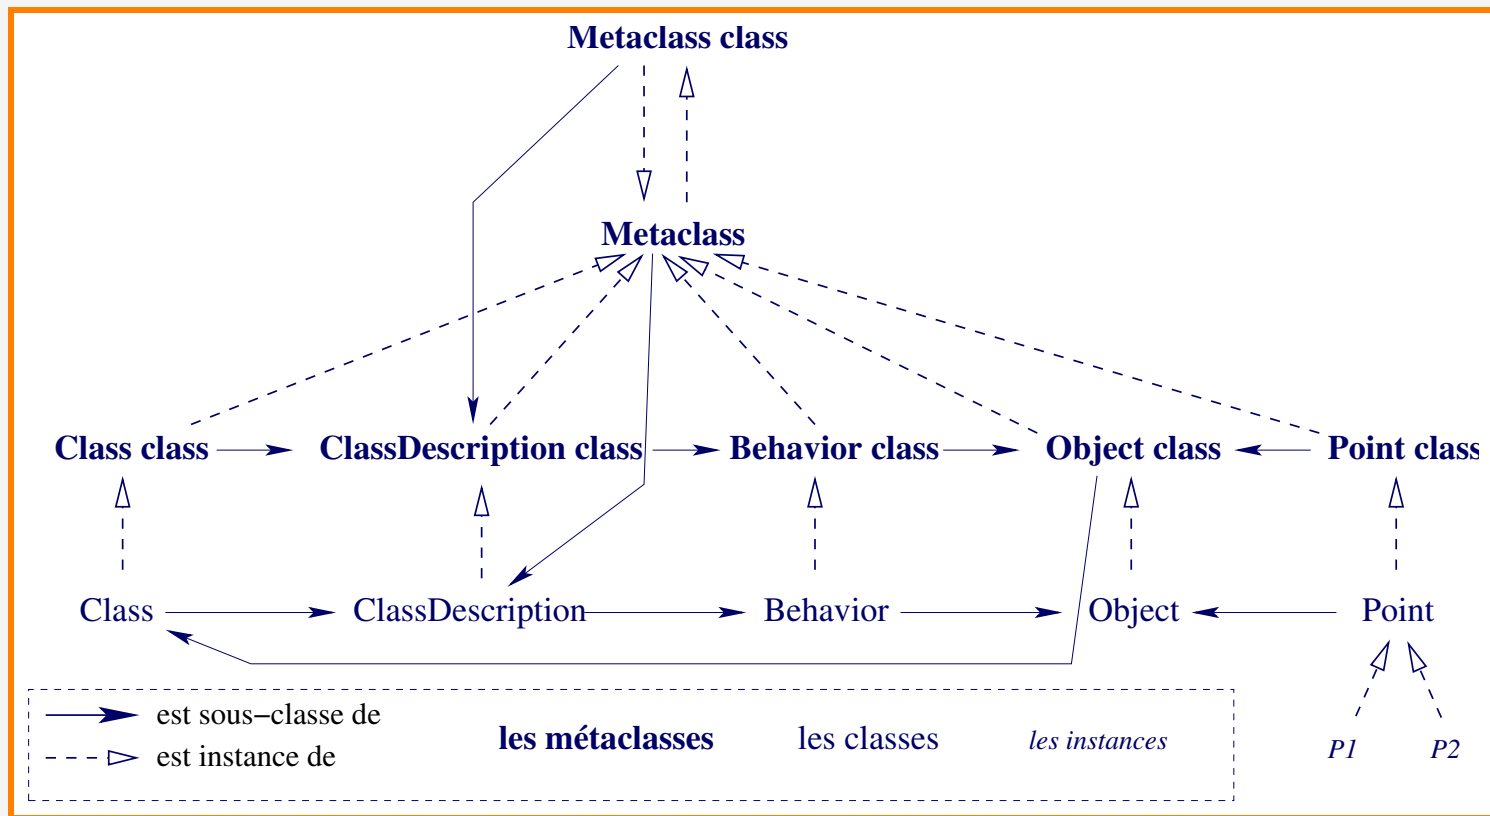 Metaclass class
Metaclass
Class class
ClassDescription class
Behavior class
Object class
Point class
Class
ClassDescription
Behavior
Object
Point
est sous−classe de
est instance de
les métaclasses
les classes
les instances
P1
P2